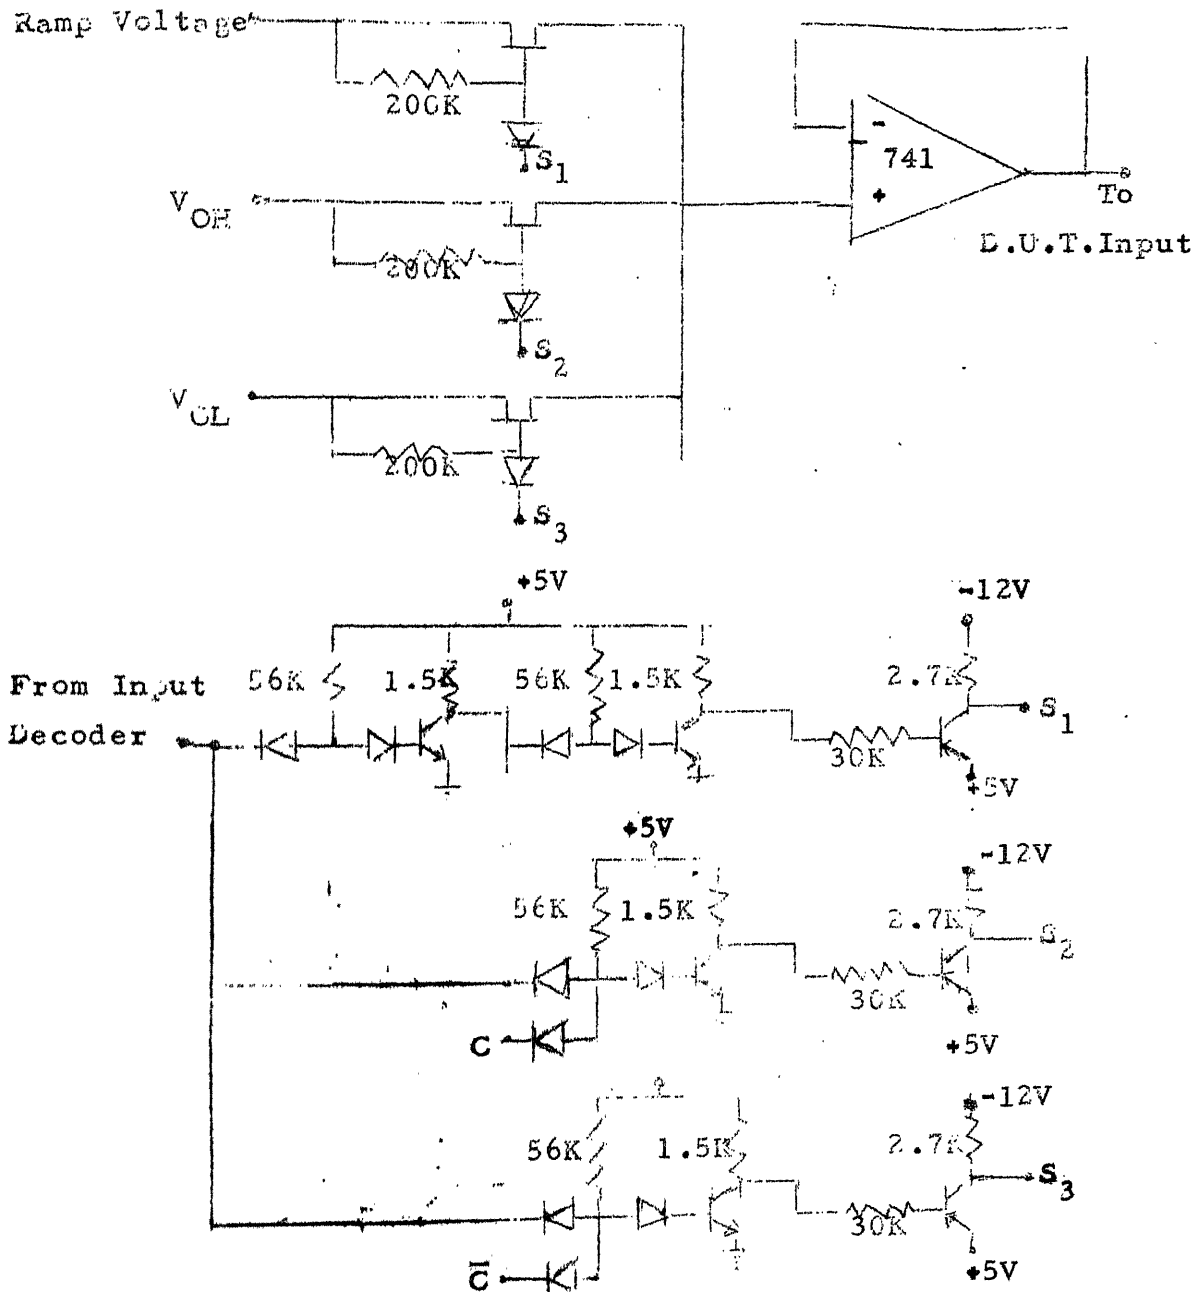 Ramp Voltage
200K
S1
VOH
200K
S2
VOL
200K
S3
-
741
+
To
D.U.T.Input
+5V
-12V
From Input
Decoder
56K
1.5K
56K
1.5K
2.7K
S1
30K
+5V
+5V
-12V
56K
1.5K
2.7K
S2
30K
C
+5V
-12V
56K
1.5K
2.7K
S3
30K
C̅
+5V